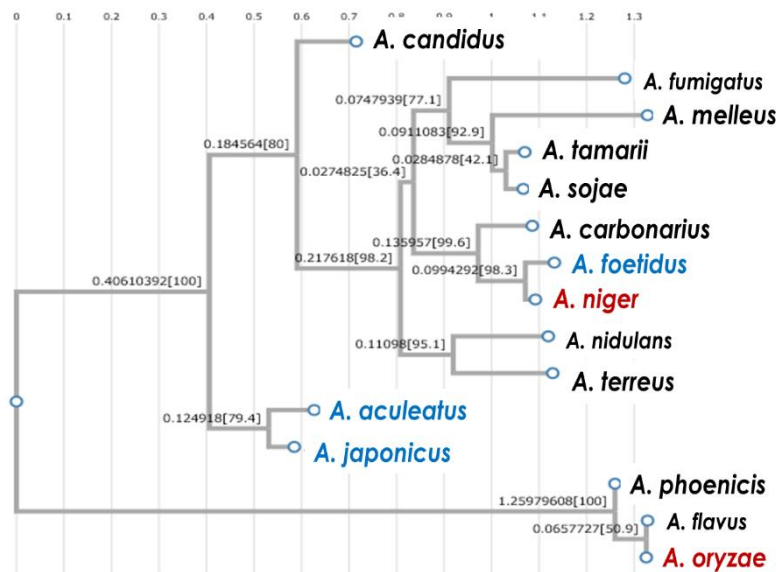 0 0.1 0.2 0.3 0.4 0.5 0.6 0.7 0.8 0.9 1 1.1 1.2 1.3
A. candidus
A. fumigatus
0.0747939[77.1]
A. melleus
0.0911083[92.9]
0.184564[80]
A. tamarii
0.0284878[42.1]
0.0274825[36.4]
A. sojae
A. carbonarius
0.135957[99.6]
0.217618[98.2]
A. foetidus
0.0994292[98.3]
0.40610392[100]
A. niger
A. nidulans
0.11098[95.1]
A. terreus
A. aculeatus
0.124918[79.4]
A. japonicus
A. phoenicis
1.25979608[100]
A. flavus
0.0657727[50.9]
A. oryzae